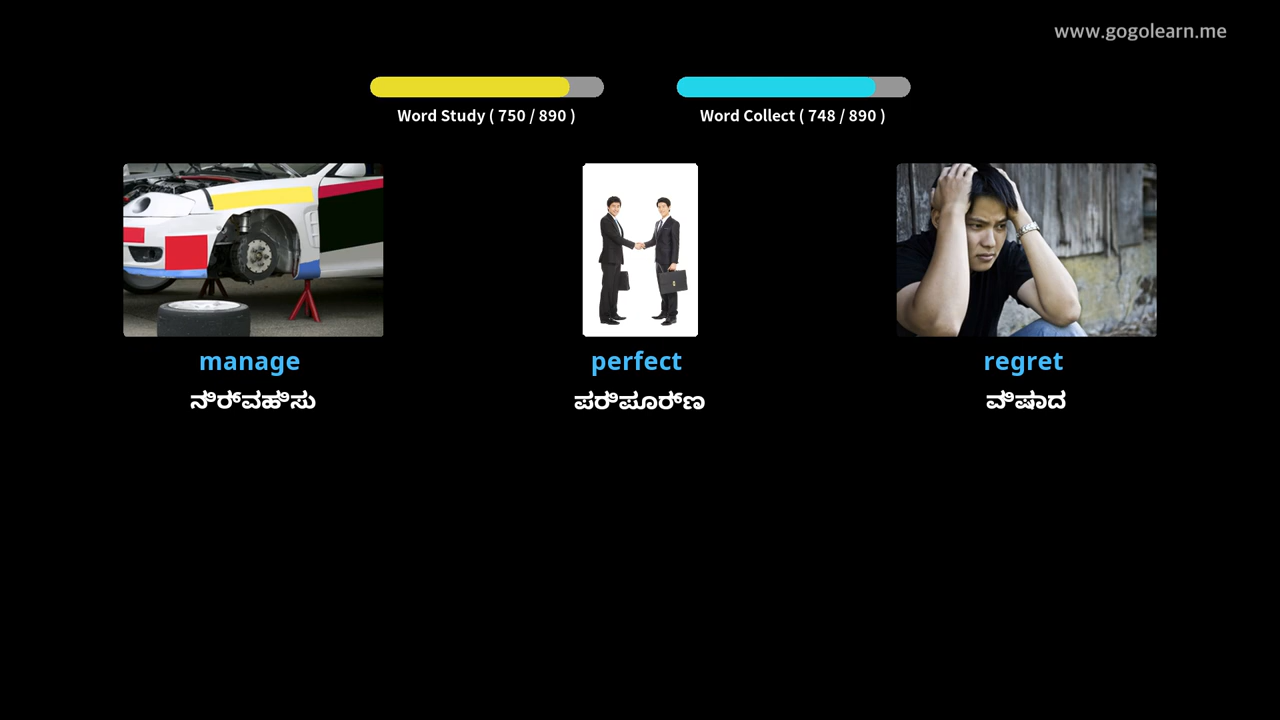 www.gogolearn.me
Word Study ( 750 / 890 )
Word Collect ( 748 / 890 )
manage
perfect
regret
ನಿರ್ವಹಿಸು
ಪರಿಪೂರ್ಣ
ವಿಷಾದ